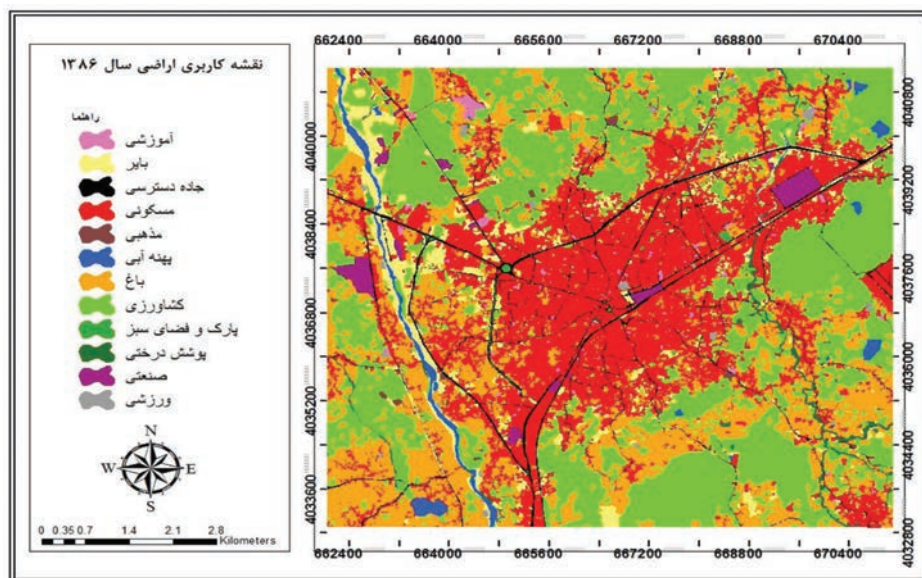 نقشه کاربری اراضی سال ۱۳۸۶
راهنما
آموزشی
بایر
جاده دسترسی
مسکونی
مذهبی
پهنه آبی
باغ
کشاورزی
پارک و فضای سبز
پوشش درختی
صنعتی
ورزشی
N
W E
S
0 0.35 0.7 1.4 2.1 2.8
Kilometers
662400 664000 665600 667200 668800 670400
4040000
4038400
4036800
4035200
4033600
4040800
4039200
4037600
4036000
4034400
4032800
662400 664000 665600 667200 668800 670400